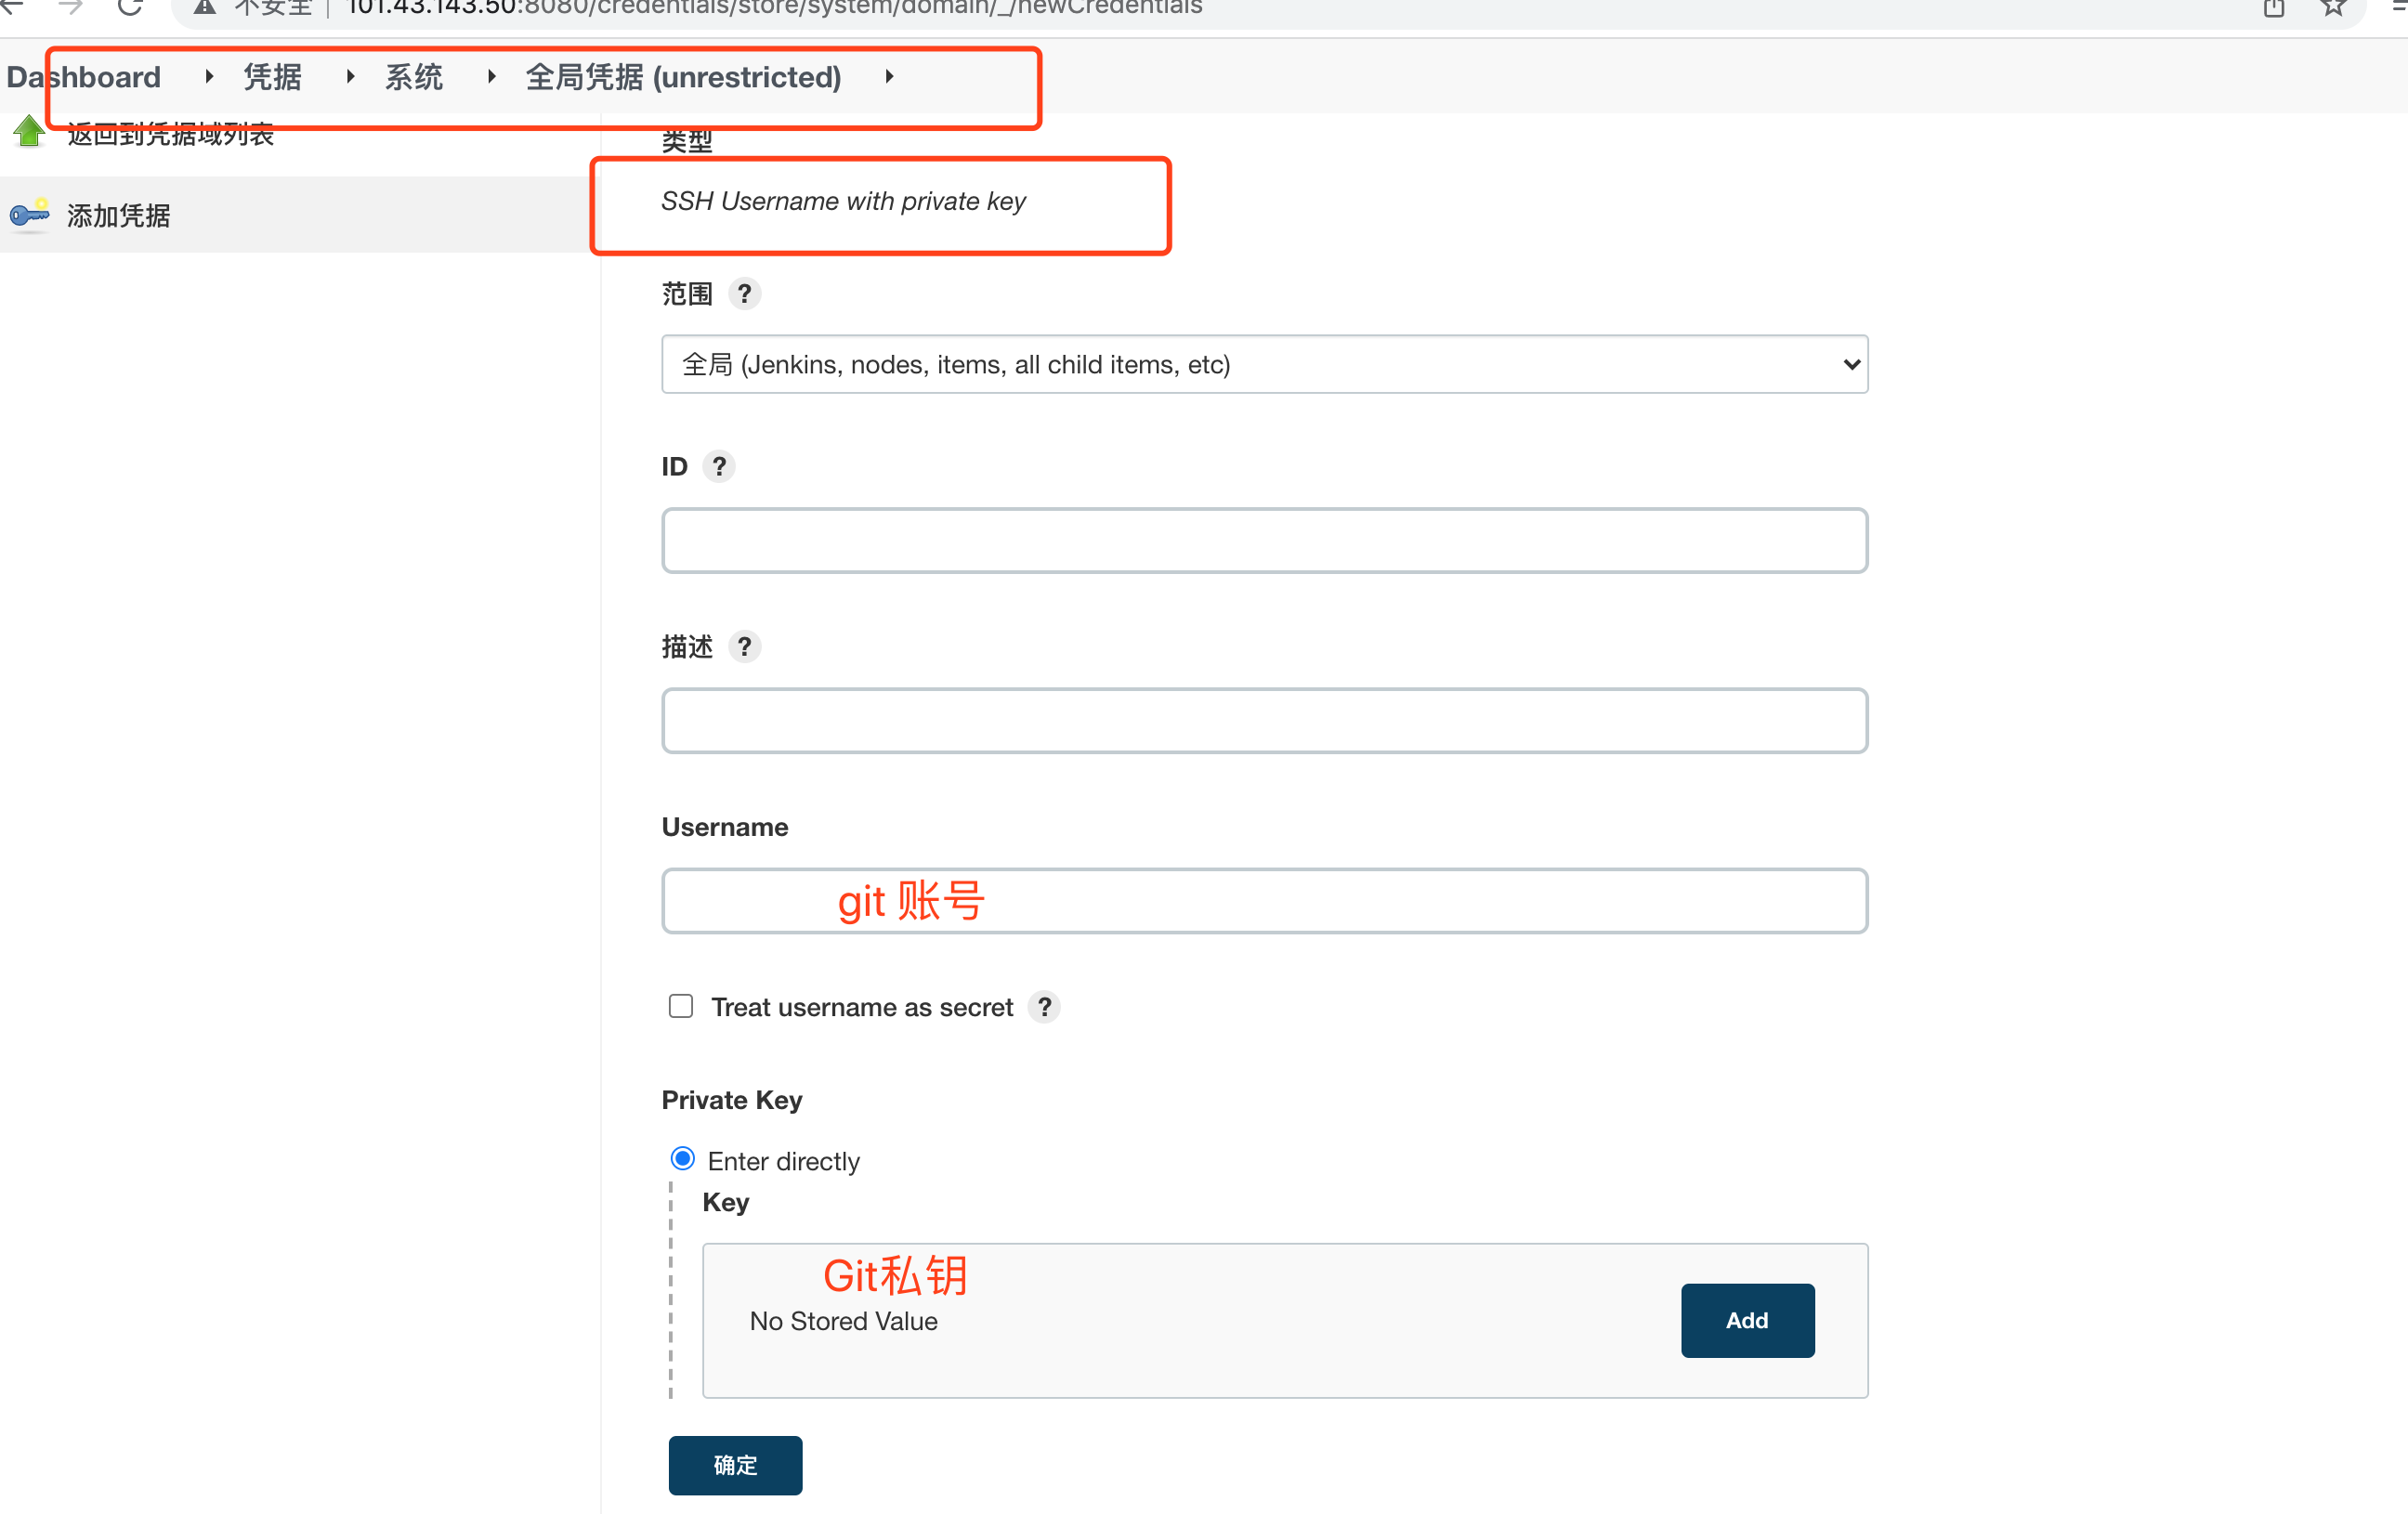 不安全 101.43.143.50:8080/credentials/store/system/domain/_/newCredentials
Dashboard 凭据 系统 全局凭据 (unrestricted)
返回到凭据域列表
添加凭据
类型
SSH Username with private key
范围 ?
全局 (Jenkins, nodes, items, all child items, etc)
ID ?
描述 ?
Username
git 账号
Treat username as secret ?
Private Key
Enter directly
Key
Git私钥
No Stored Value
Add
确定